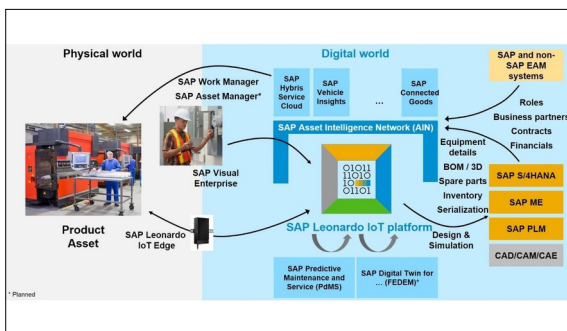 Physical world
Digital world
SAP Work Manager
SAP Asset Manager*
SAP
Hybris
Service
Cloud
SAP
Vehicle
Insights
...
SAP
Connected
Goods
SAP and non-
SAP EAM
systems
SAP Asset Intelligence Network (AIN)
Roles
Business partners
Contracts
Financials
Equipment
details
BOM / 3D
Spare parts
Inventory
Serialization
SAP Visual
Enterprise
01011
11010
10 01
01011
SAP S/4HANA
SAP ME
SAP PLM
CAD/CAM/CAE
Product
Asset
SAP Leonardo
IoT Edge
SAP Leonardo IoT platform
Design &
Simulation
SAP Predictive
Maintenance and
Service (PdMS)
SAP Digital Twin for
... (FEDEM)*
* Planned